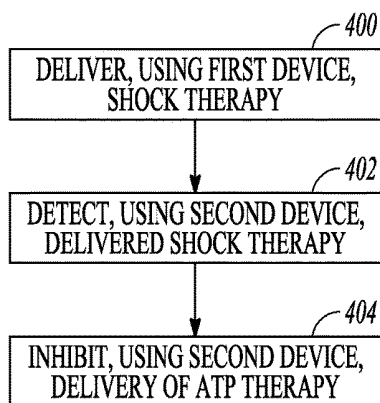 400
DELIVER, USING FIRST DEVICE,
SHOCK THERAPY
402
DETECT, USING SECOND DEVICE,
DELIVERED SHOCK THERAPY
404
INHIBIT, USING SECOND DEVICE,
DELIVERY OF ATP THERAPY